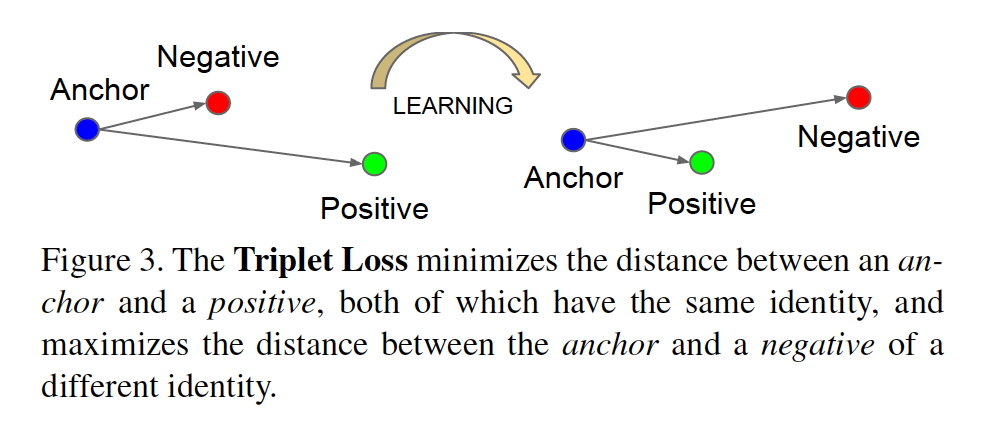 Negative
Anchor
LEARNING
Positive
Negative
Anchor
Positive
Figure 3. The Triplet Loss minimizes the distance between an an-
chor and a positive, both of which have the same identity, and
maximizes the distance between the anchor and a negative of a
different identity.